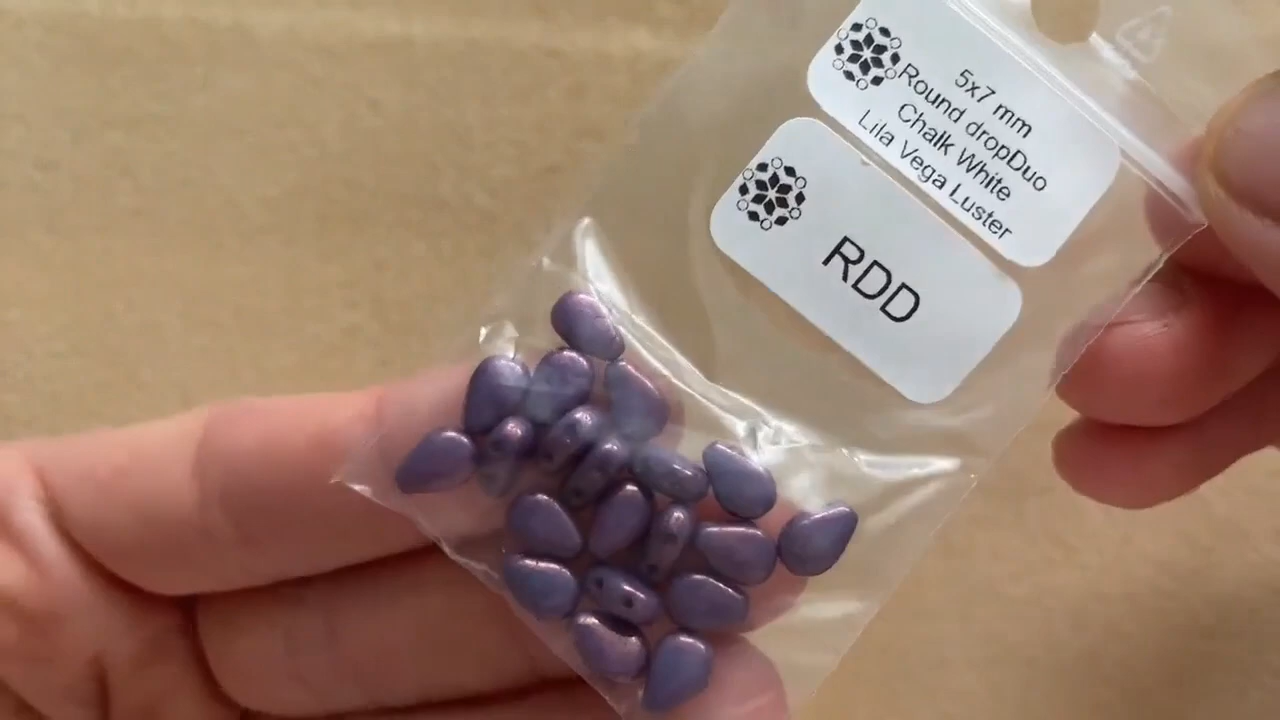 5x7 mm
Round dropDuo
Chalk White
Lila Vega Luster
RDD